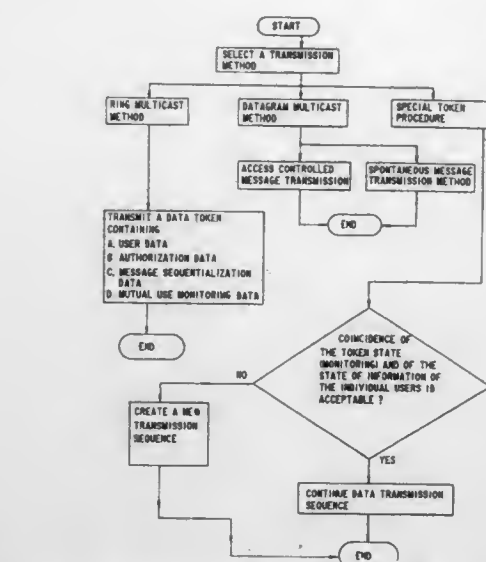 START
SELECT A TRANSMISSION
METHOD
RING MULTICAST
METHOD
DATAGRAM MULTICAST
METHOD
SPECIAL TOKEN
PROCEDURE
ACCESS CONTROLLED
MESSAGE TRANSMISSION
SPONTANEOUS MESSAGE
TRANSMISSION METHOD
END
TRANSMIT A DATA TOKEN
CONTAINING
A. USER DATA
B AUTHORIZATION DATA
C. MESSAGE SEQUENTIALIZATION
DATA
D. MUTUAL USE MONITORING DATA
END
COINCIDENCE OF
THE TOKEN STATE
(MONITORING) AND OF THE
STATE OF INFORMATION OF
THE INDIVIDUAL USERS IS
ACCEPTABLE ?
NO
CREATE A NEW
TRANSMISSION
SEQUENCE
YES
CONTINUE DATA TRANSMISSION
SEQUENCE
END